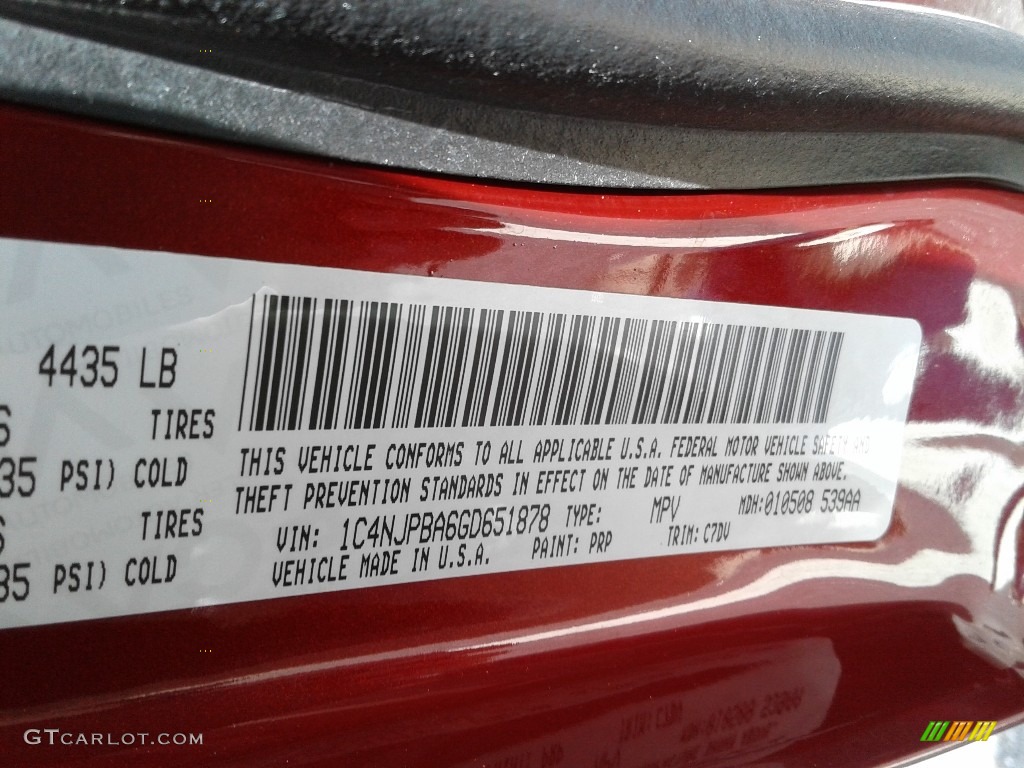 4435 LB
TIRES
35 PSI) COLD
TIRES
35 PSI) COLD
THIS VEHICLE CONFORMS TO ALL APPLICABLE U.S.A. FEDERAL MOTOR VEHICLE SAFETY AND
THEFT PREVENTION STANDARDS IN EFFECT ON THE DATE OF MANUFACTURE SHOWN ABOVE.
VIN: 1C4NJPBA6GD651878 TYPE: MPV MDH:010508 539AA
VEHICLE MADE IN U.S.A. PAINT: PRP TRIM: C7DV
GTCARLOT.COM